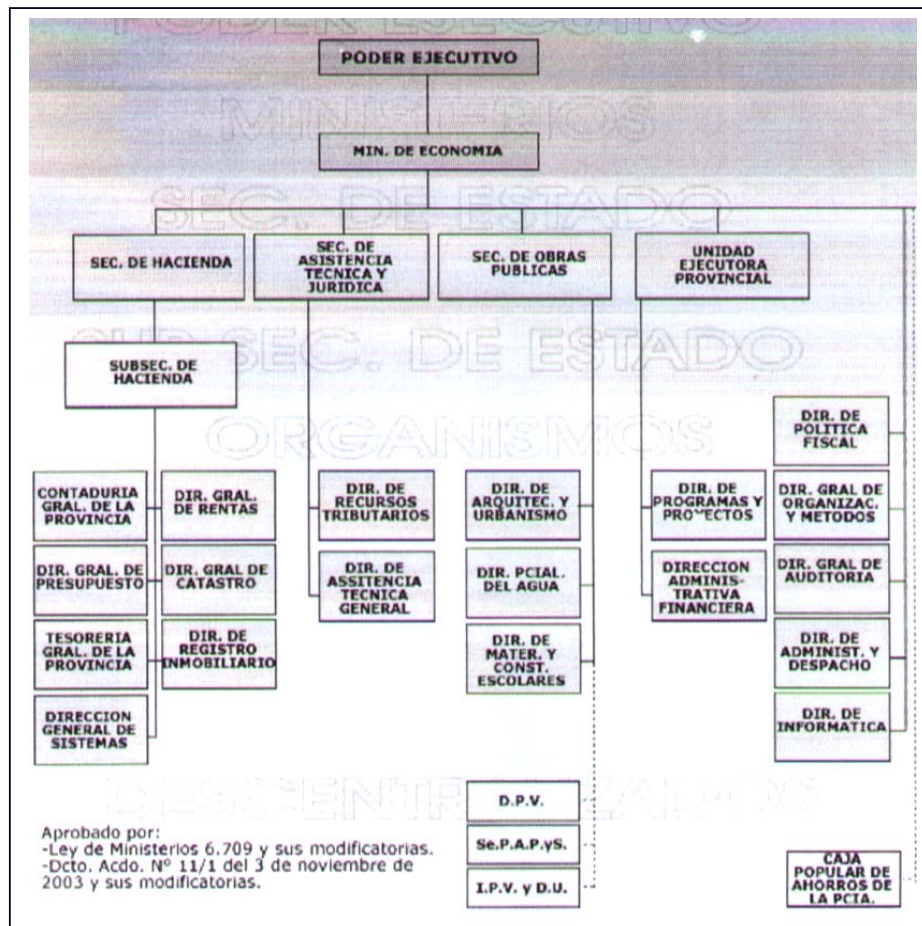 PODER EJECUTIVO
PODER EJECUTIVO
MINISTERIOS
MIN. DE ECONOMIA
SEC. DE ESTADO
SEC. DE HACIENDA
SEC. DE
ASISTENCIA
TECNICA Y
JURIDICA
SEC. DE OBRAS
PUBLICAS
UNIDAD
EJECUTORA
PROVINCIAL
SUB SEC. DE ESTADO
SUBSEC. DE
HACIENDA
ORGANISMOS
CONTADURIA
GRAL. DE LA
PROVINCIA
DIR. GRAL.
DE RENTAS
DIR. GRAL. DE
PRESUPUESTO
DIR. GRAL DE
CATASTRO
TESORERIA
GRAL. DE LA
PROVINCIA
DIR. DE
REGISTRO
INMOBILIARIO
DIRECCION
GENERAL DE
SISTEMAS
DIR. DE
RECURSOS
TRIBUTARIOS
DIR. DE
ASSITENCIA
TECNICA
GENERAL
DIR. DE
ARQUITEC. Y
URBANISMO
DIR. PCIAL.
DEL AGUA
DIR. DE
MATER. Y
CONST.
ESCOLARES
DIR. DE
PROGRAMAS Y
PROYECTOS
DIRECCION
ADMINIS-
TRATIVA
FINANCIERA
DIR. DE
POLITICA
FISCAL
DIR. GRAL DE
ORGANIZAC.
Y METODOS
DIR. GRAL DE
AUDITORIA
DIR. DE
ADMINIST. Y
DESPACHO
DIR. DE
INFORMATICA
DESCENTRALIZADOS
D.P.V.
Se.P.A.P.yS.
I.P.V. y D.U.
CAJA
POPULAR DE
AHORROS DE
LA PCIA.
Aprobado por:
-Ley de Ministerios 6.709 y sus modificatorias.
-Dcto. Acdo. Nº 11/1 del 3 de noviembre de
2003 y sus modificatorias.